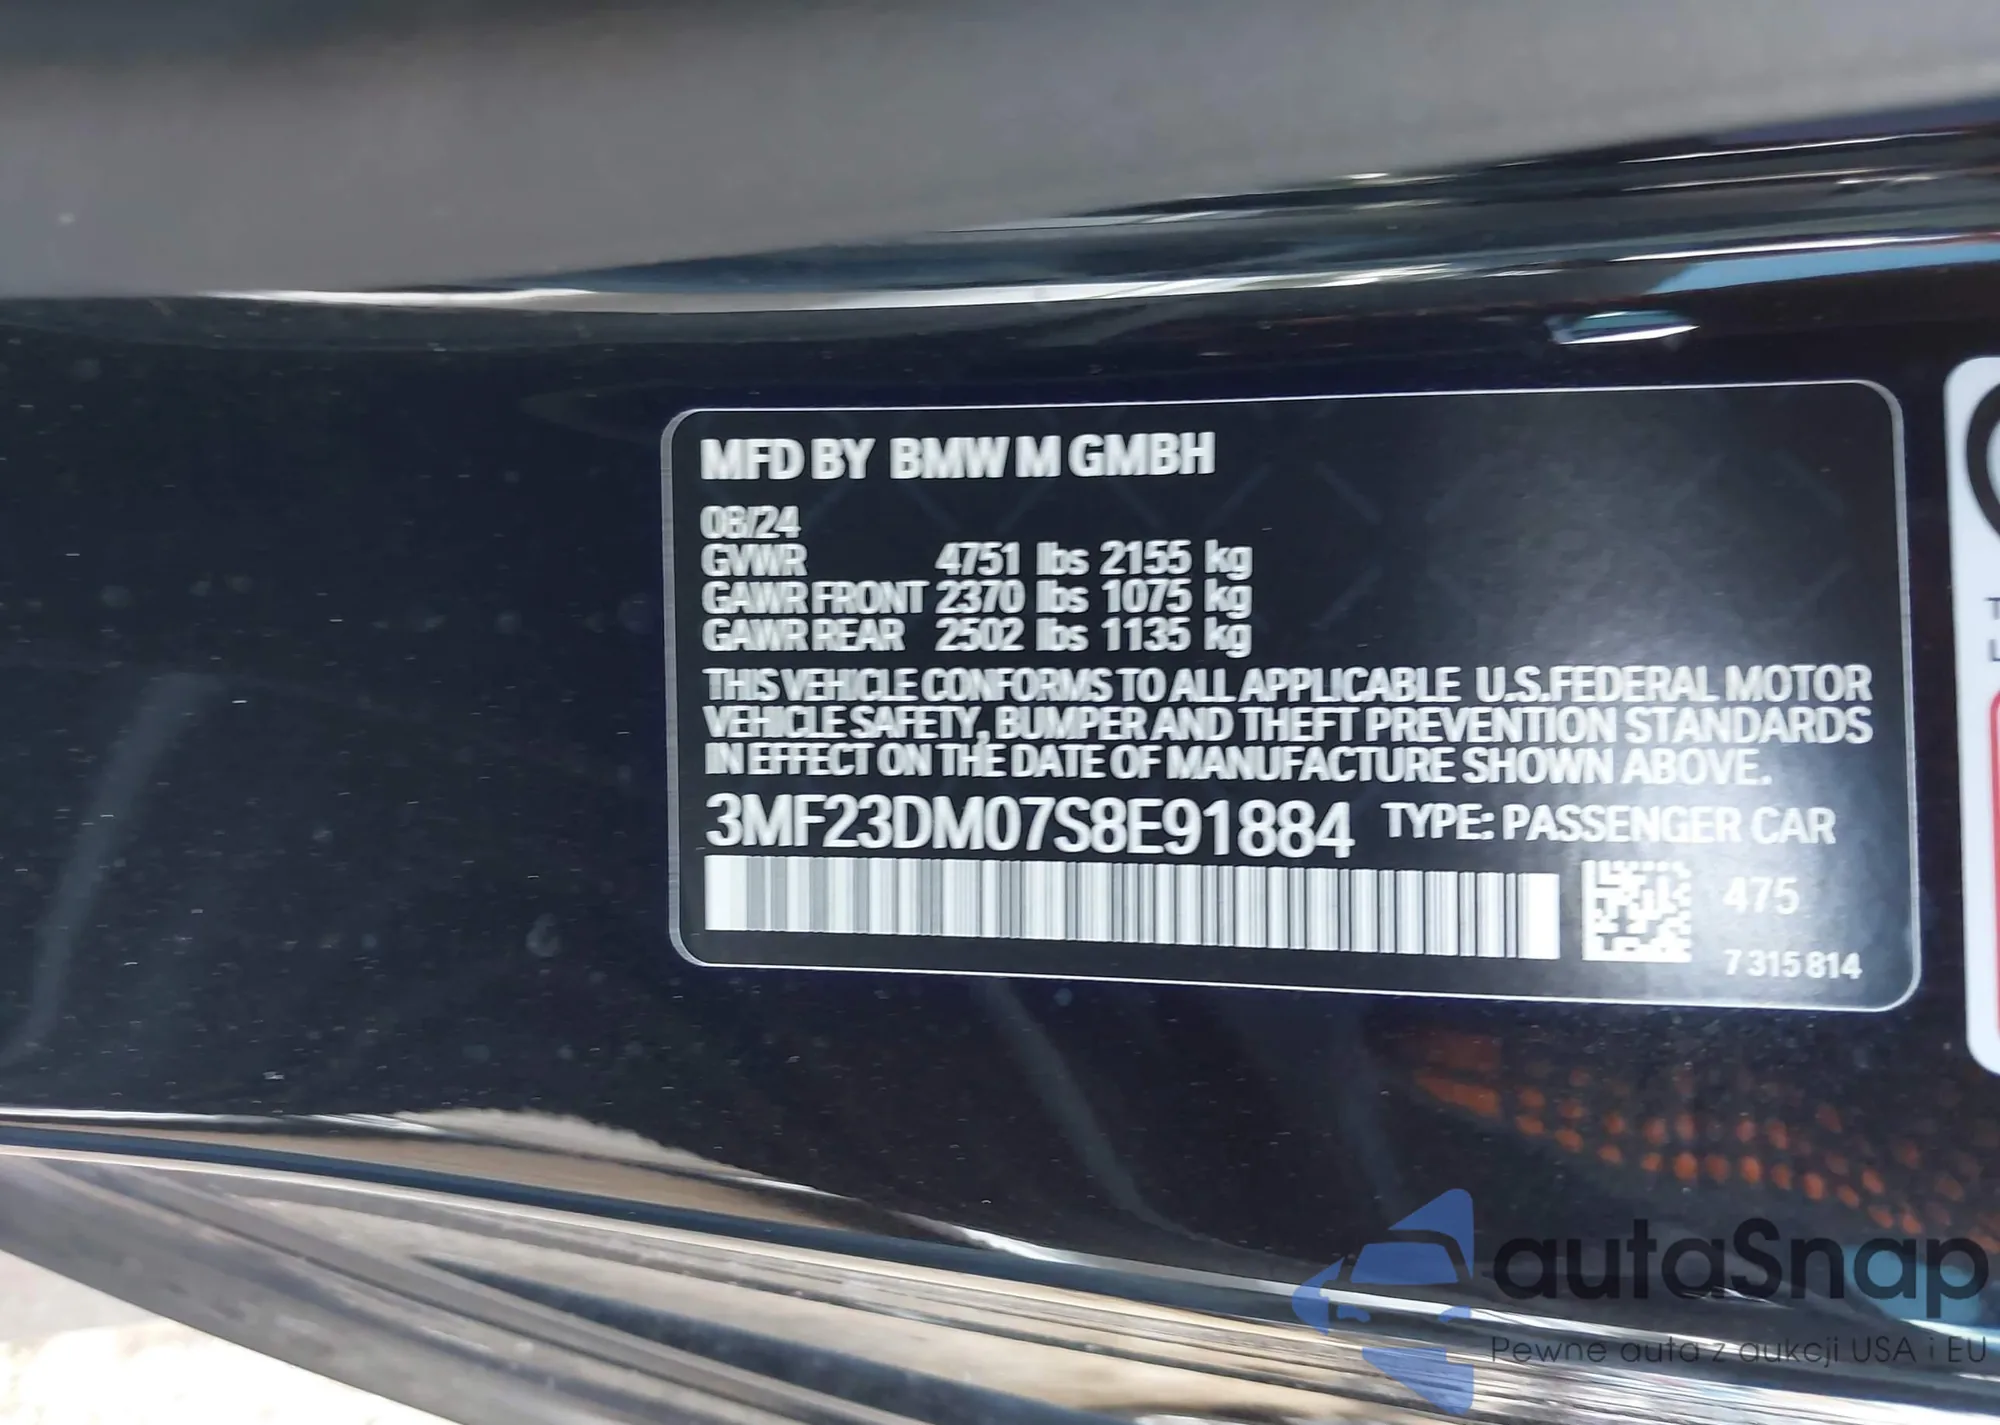 MFD BY BMW M GMBH
08/24
GVWR 4751 lbs 2155 kg
GAWR FRONT 2370 lbs 1075 kg
GAWR REAR 2502 lbs 1135 kg
THIS VEHICLE CONFORMS TO ALL APPLICABLE U.S.FEDERAL MOTOR
VEHICLE SAFETY, BUMPER AND THEFT PREVENTION STANDARDS
IN EFFECT ON THE DATE OF MANUFACTURE SHOWN ABOVE.
3MF23DM07S8E91884 TYPE: PASSENGER CAR
475
7 315 814
autaSnap
Pewne auta z aukcji USA i EU